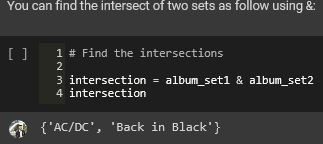 You can find the intersect of two sets as follow using &:
[ ] 1 # Find the intersections
2
3 intersection = album_set1 & album_set2
4 intersection
{'AC/DC', 'Back in Black'}